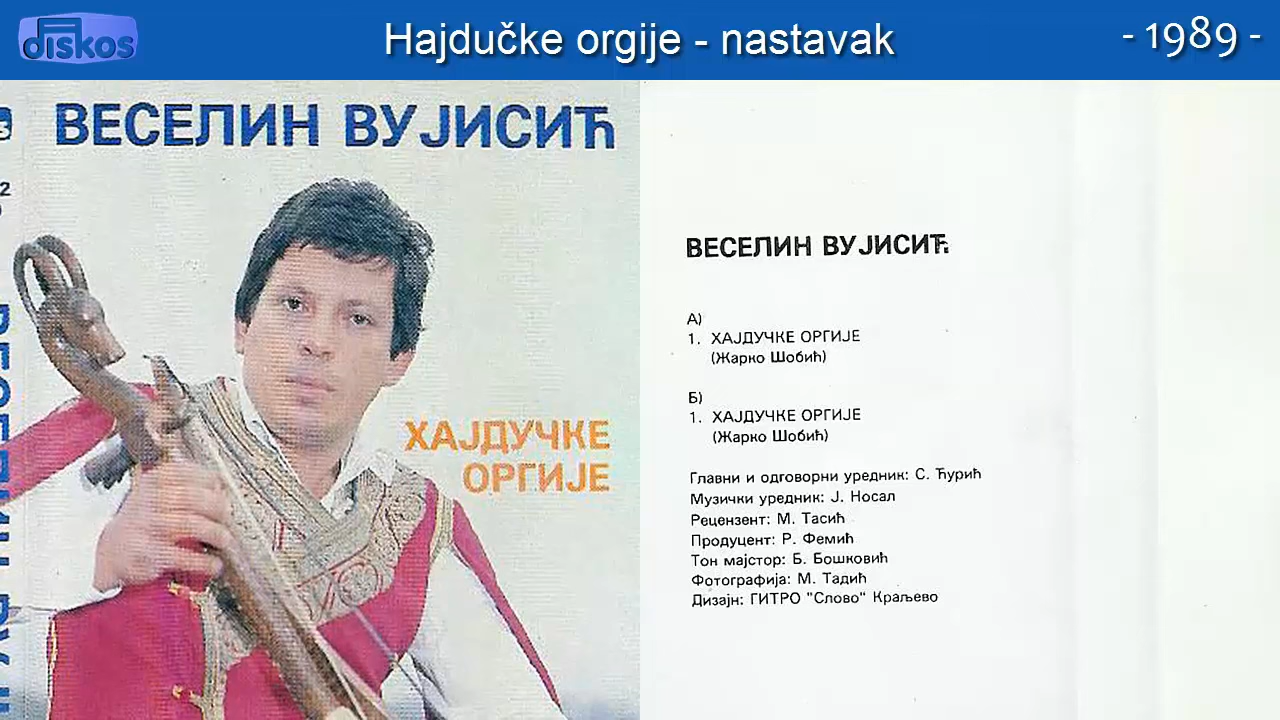 diskos
Hajdučke orgije - nastavak
- 1989 -
ВЕСЕЛИН ВУЈИСИЋ
ХАЈДУЧКЕ
ОРГИЈЕ
ВЕСЕЛИН ВУЈИСИЋ
А)
1. ХАЈДУЧКЕ ОРГИЈЕ
(Жарко Шобић)
Б)
1. ХАЈДУЧКЕ ОРГИЈЕ
(Жарко Шобић)
Главни и одговорни уредник: С. Ђурић
Музички уредник: Ј. Носал
Рецензент: М. Тасић
Продуцент: Р. Фемић
Тон мајстор: Б. Бошковић
Фотографија: М. Тадић
Дизајн: ГИТРО "Слово" Краљево